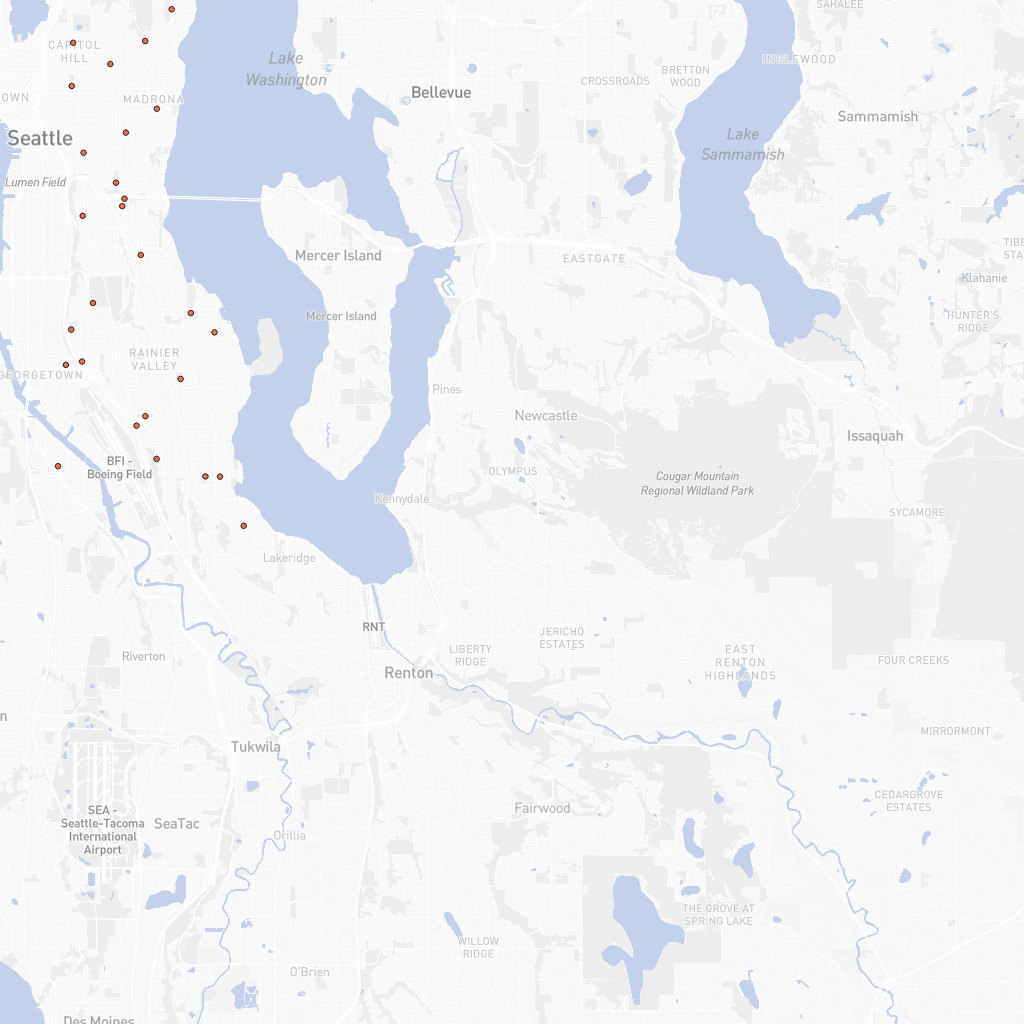 SAHALEE
CAPITOL
HILL
Lake
Washington
INGLEWOOD
BRETTON
WOOD
CROSSROADS
Bellevue
OWN
MADRONA
Sammamish
Seattle
Lake
Sammamish
Lumen Field
Mercer Island
EASTGATE
TIBE
STA
Klahanie
Mercer Island
HUNTER'S
RIDGE
RAINIER
VALLEY
GEORGETOWN
Pines
Newcastle
Issaquah
BFI -
Boeing Field
OLYMPUS
Cougar Mountain
Regional Wildland Park
Kennydale
SYCAMORE
Lakeridge
RNT
JERICHO
ESTATES
Riverton
LIBERTY
RIDGE
EAST
RENTON
HIGHLANDS
FOUR CREEKS
Renton
n
MIRRORMONT
Tukwila
CEDARGROVE
ESTATES
SEA -
Seattle-Tacoma
International
Airport
SeaTac
Fairwood
Orillia
THE GROVE AT
SPRING LAKE
WILLOW
RIDGE
O'Brien
Des Moines